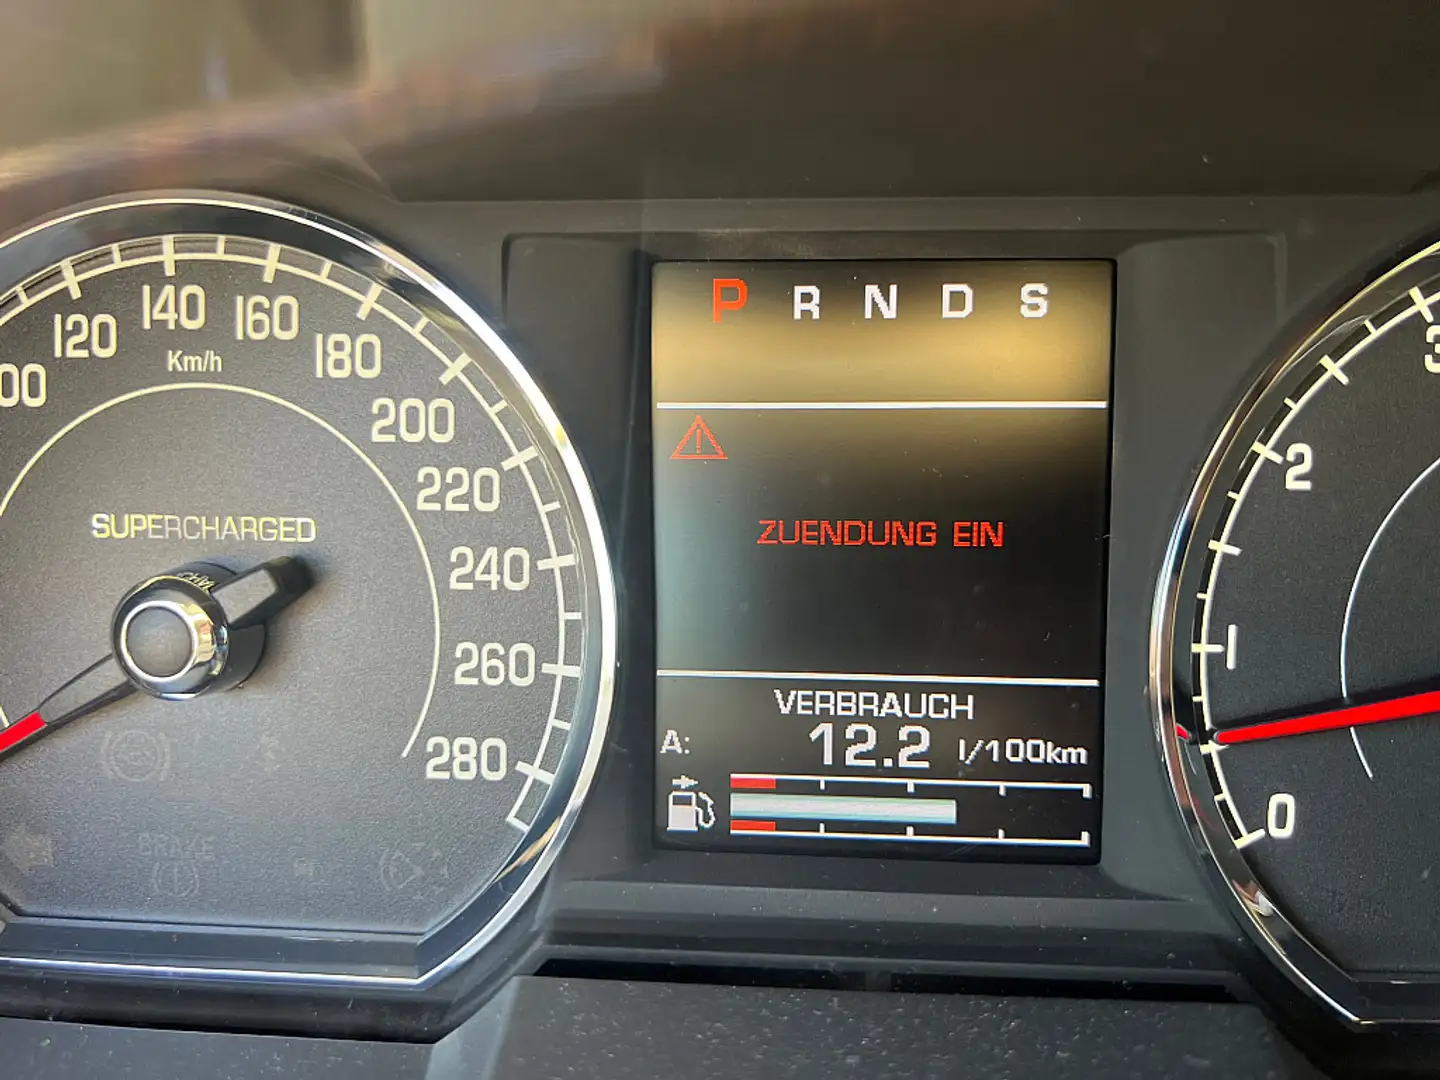 120
140
160
180
200
220
240
260
280
Km/h
SUPERCHARGED
BRAKE
P R N D S
ZUENDUNG EIN
VERBRAUCH
A: 12.2 l/100km
3
2
1
0